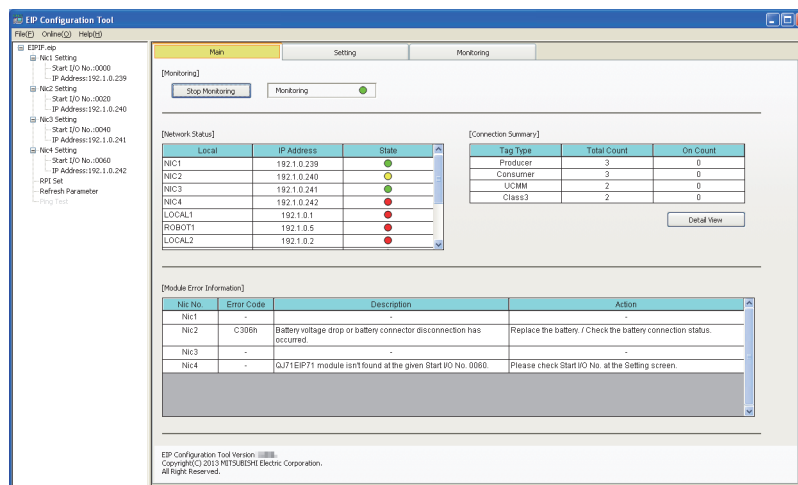 EIP Configuration Tool
File(F) Online(O) Help(H)
EIPIF.eip
Nic1 Setting
Start I/O No.:0000
IP Address:192.1.0.239
Nic2 Setting
Start I/O No.:0020
IP Address:192.1.0.240
Nic3 Setting
Start I/O No.:0040
IP Address:192.1.0.241
Nic4 Setting
Start I/O No.:0060
IP Address:192.1.0.242
RPI Set
Refresh Parameter
Ping Test
Main Setting Monitoring
[Monitoring]
Stop Monitoring Monitoring
[Network Status]
Local IP Address State
NIC1 192.1.0.239
NIC2 192.1.0.240
NIC3 192.1.0.241
NIC4 192.1.0.242
LOCAL1 192.1.0.1
ROBOT1 192.1.0.5
LOCAL2 192.1.0.2
[Connection Summary]
Tag Type Total Count On Count
Producer 3 0
Consumer 3 0
UCMM 2 0
Class3 2 0
Detail View
[Module Error Information]
Nic No. Error Code Description Action
Nic1 - - -
Nic2 C306h Battery voltage drop or battery connector disconnection has Replace the battery. / Check the battery connection status.
occurred.
Nic3 - - -
Nic4 - QJ71EIP71 module isn't found at the given Start I/O No. 0060. Please check Start I/O No. at the Setting screen.
EIP Configuration Tool Version
Copyright(C) 2013 MITSUBISHI Electric Corporation.
All Right Reserved.